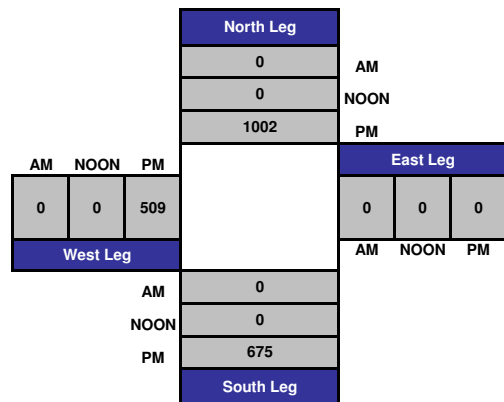 North Leg
0 AM
0 NOON
1002 PM
AM NOON PM
East Leg
0 0 509
0 0 0
West Leg
AM NOON PM
AM 0
NOON 0
PM 675
South Leg